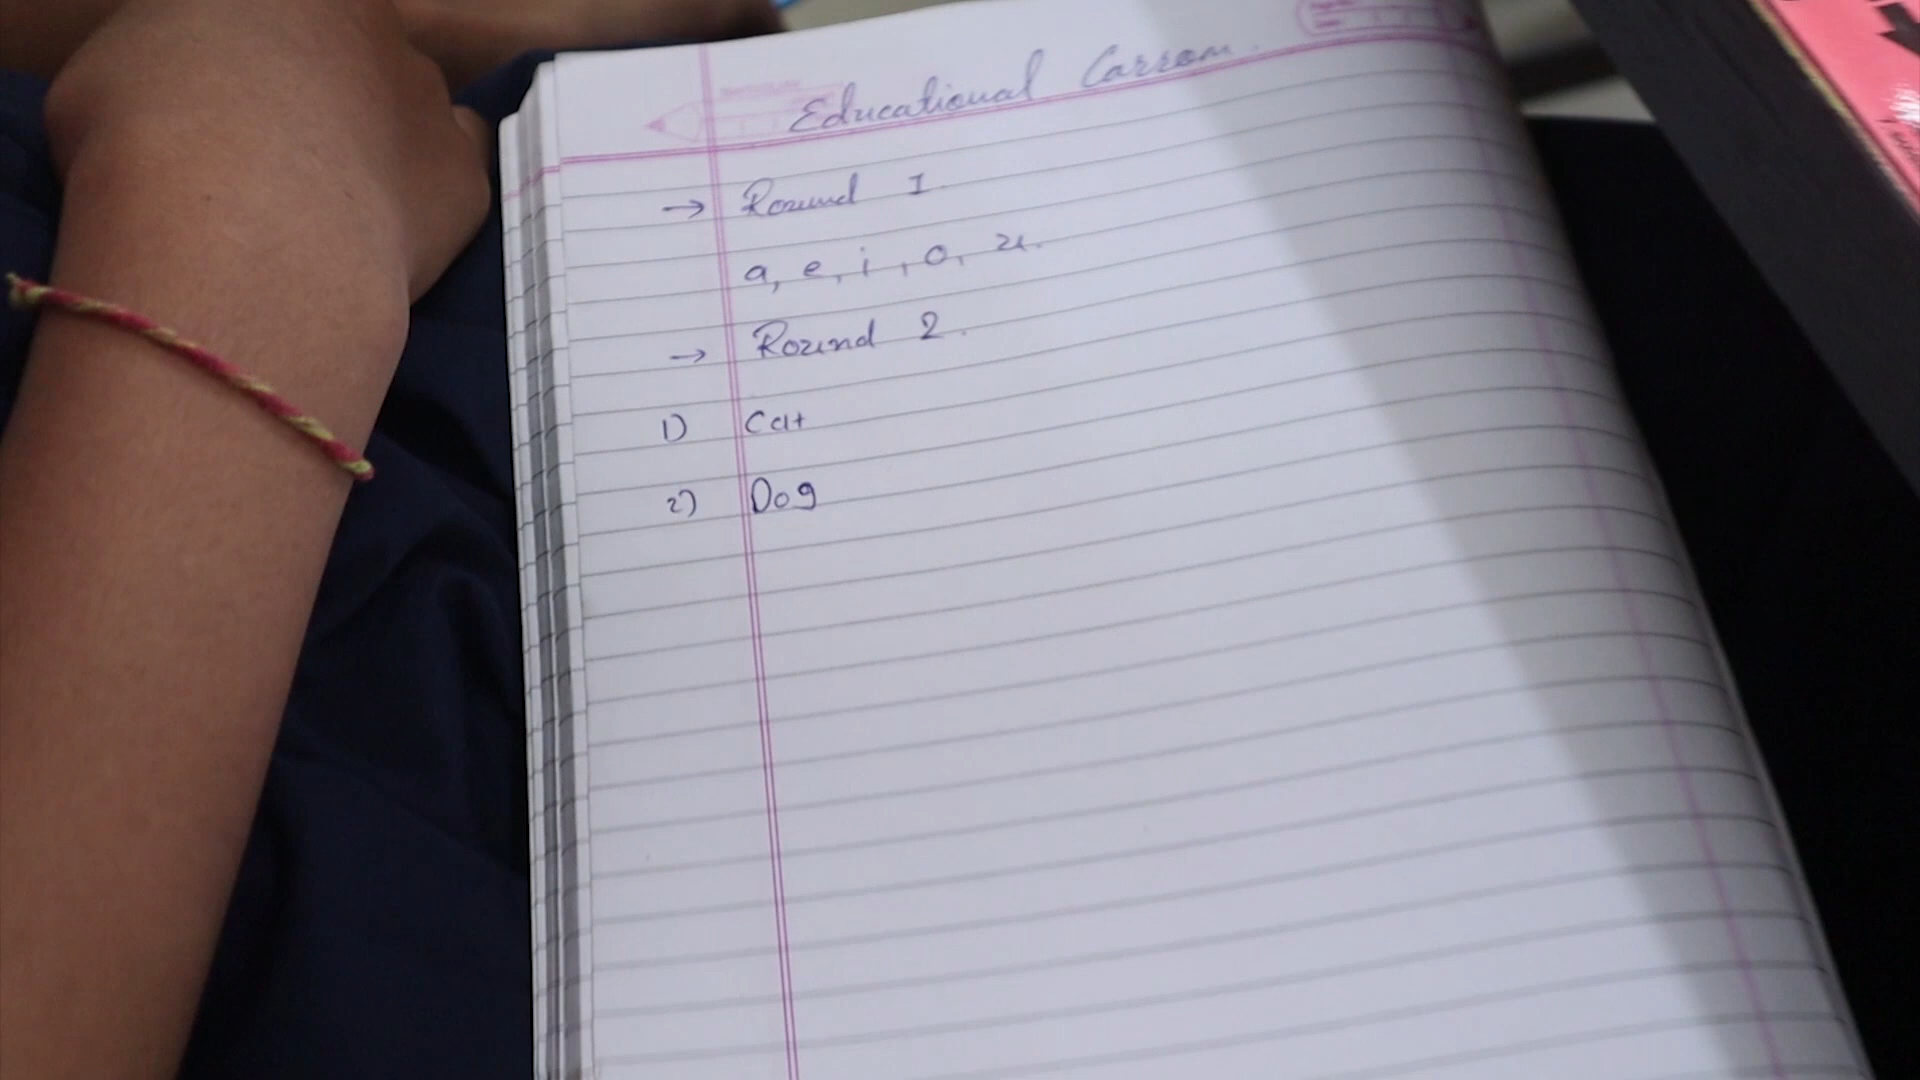 Educational Carrom.
→ Round 1.
a, e, i, o, u.
→ Round 2.
1) Cat
2) Dog